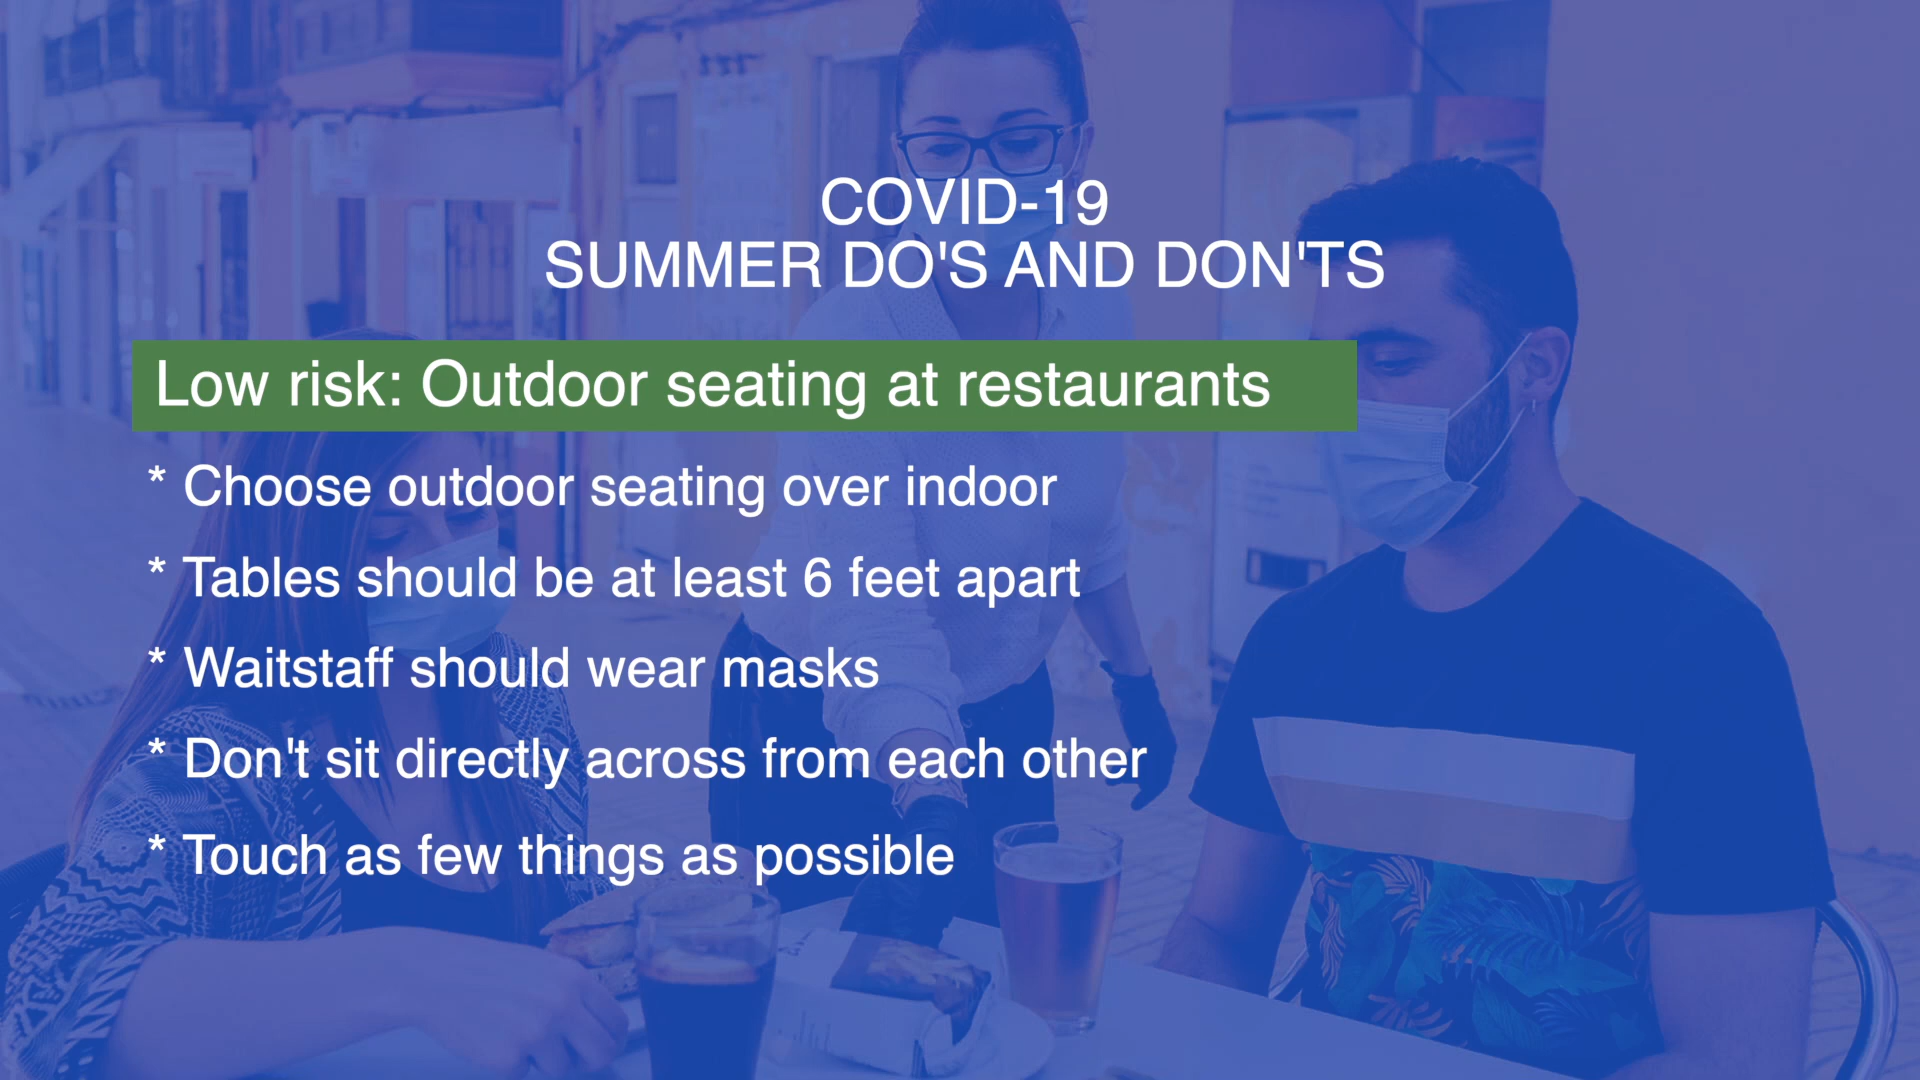 COVID-19
SUMMER DO'S AND DON'TS
Low risk: Outdoor seating at restaurants
* Choose outdoor seating over indoor
* Tables should be at least 6 feet apart
* Waitstaff should wear masks
* Don't sit directly across from each other
* Touch as few things as possible